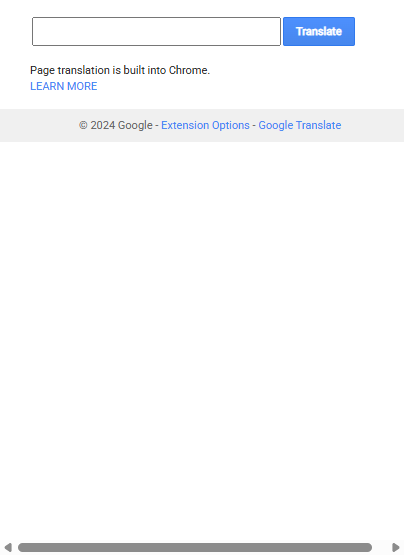 Translate
Page translation is built into Chrome.
LEARN MORE
© 2024 Google - Extension Options - Google Translate